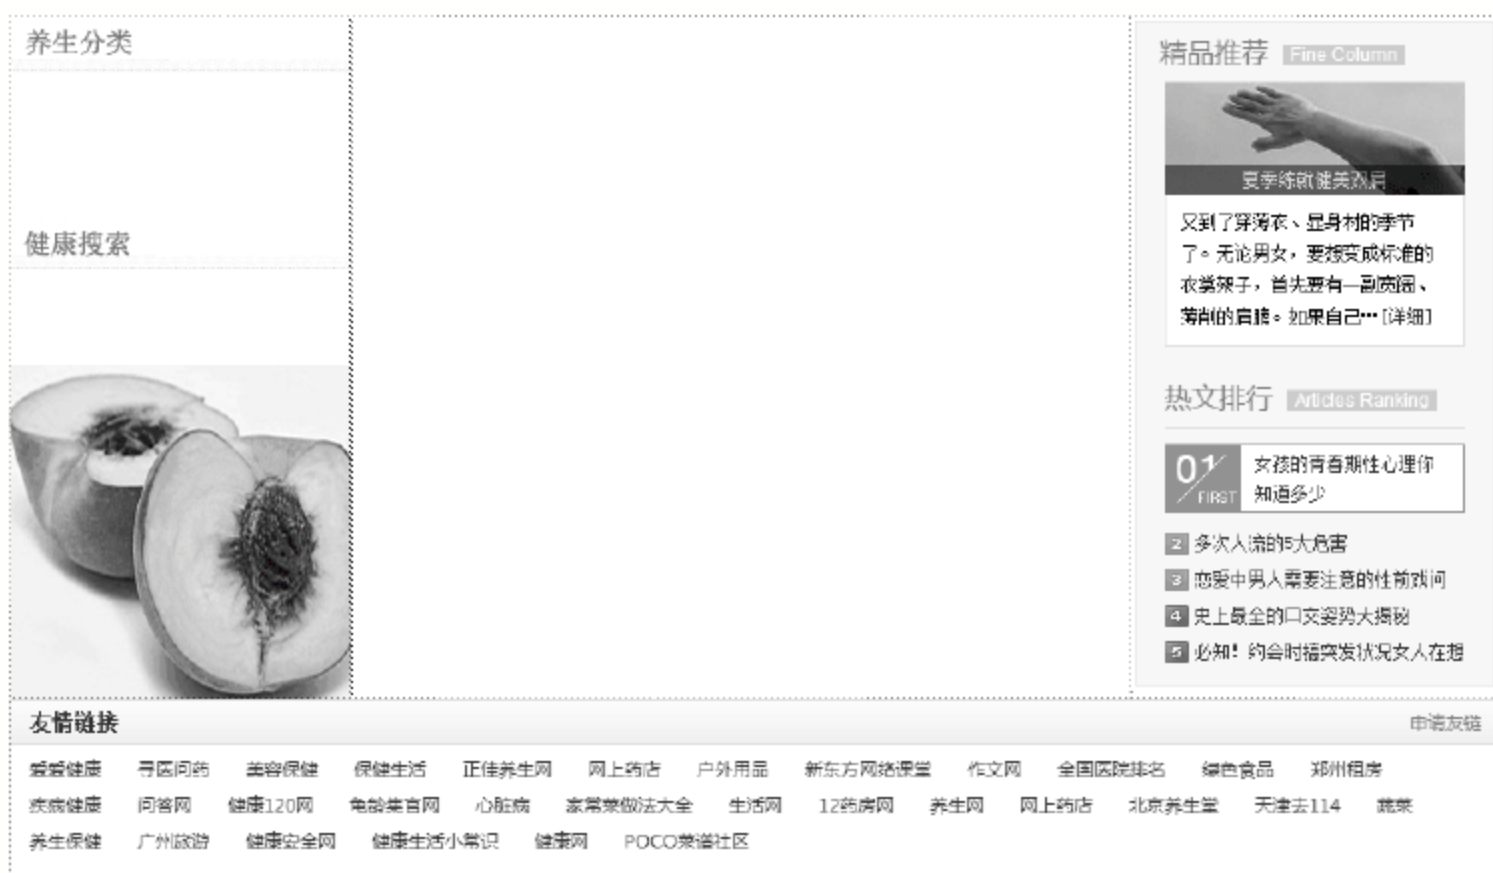 养生分类
健康搜索
精品推荐 Fine Column
夏季练就健美双肩
又到了穿薄衣、显身材的季节
了。无论男女，要想变成标准的
衣裳架子，首先要有一副宽阔、
薄削的肩膀。如果自己…[详细]
热文排行 Articles Ranking
01 FIRST
女孩的青春期性心理你
知道多少
2 多次人流的5大危害
3 恋爱中男人需要注意的性前戏问
4 史上最全的口交姿势大揭秘
5 必知！约会时搞突发状况女人在想
友情链接 申请友链
爱爱健康 寻医问药 美容保健 保健生活 正佳养生网 网上药店 户外用品 新东方网络课堂 作文网 全国医院排名 绿色食品 郑州租房
疾病健康 问答网 健康120网 龟龄集官网 心脏病 家常菜做法大全 生活网 12药房网 养生网 网上药店 北京养生堂 天津去114 蔬菜
养生保健 广州旅游 健康安全网 健康生活小常识 健康网 POCO菜谱社区